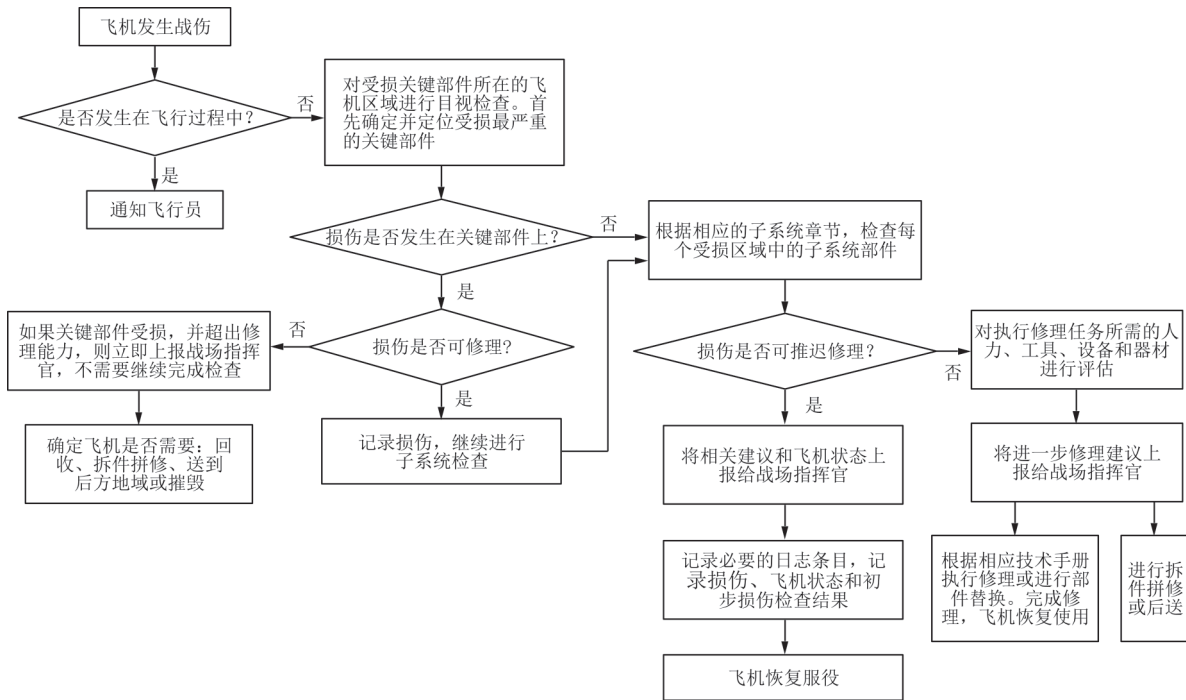 飞机发生战伤
是否发生在飞行过程中？
否
是
通知飞行员
对受损关键部件所在的飞
机区域进行目视检查。首
先确定并定位受损最严重
的关键部件
损伤是否发生在关键部件上？
否
是
损伤是否可修理？
否
是
如果关键部件受损，并超出修
理能力，则立即上报战场指挥
官，不需要继续完成检查
确定飞机是否需要：回
收、拆件拼修、送到
后方地域或摧毁
记录损伤，继续进行
子系统检查
根据相应的子系统章节，检查每
个受损区域中的子系统部件
损伤是否可推迟修理？
否
是
将相关建议和飞机状态上
报给战场指挥官
记录必要的日志条目，记
录损伤、飞机状态和初
步损伤检查结果
飞机恢复服役
对执行修理任务所需的人
力、工具、设备和器材
进行评估
将进一步修理建议上
报给战场指挥官
根据相应技术手册
执行修理或进行部
件替换。完成修
理，飞机恢复使用
进行拆
件拼修
或后送